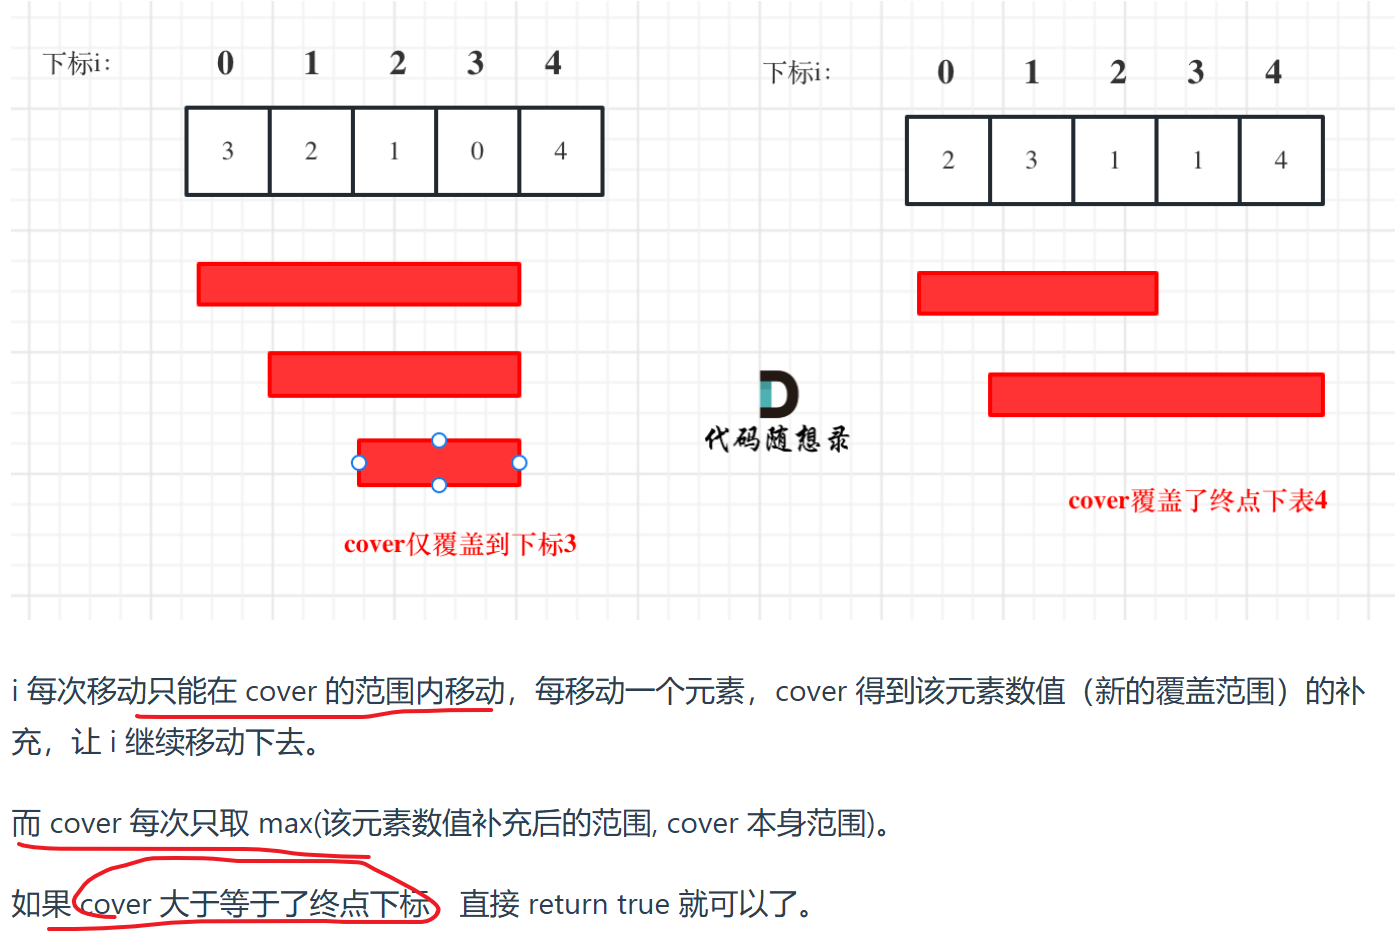 下标i： 0 1 2 3 4
3 2 1 0 4
cover仅覆盖到下标3
下标i： 0 1 2 3 4
2 3 1 1 4
代码随想录
cover覆盖了终点下表4
i 每次移动只能在 cover 的范围内移动，每移动一个元素，cover 得到该元素数值（新的覆盖范围）的补
充，让 i 继续移动下去。
而 cover 每次只取 max(该元素数值补充后的范围, cover 本身范围)。
如果 cover 大于等于了终点下标，直接 return true 就可以了。